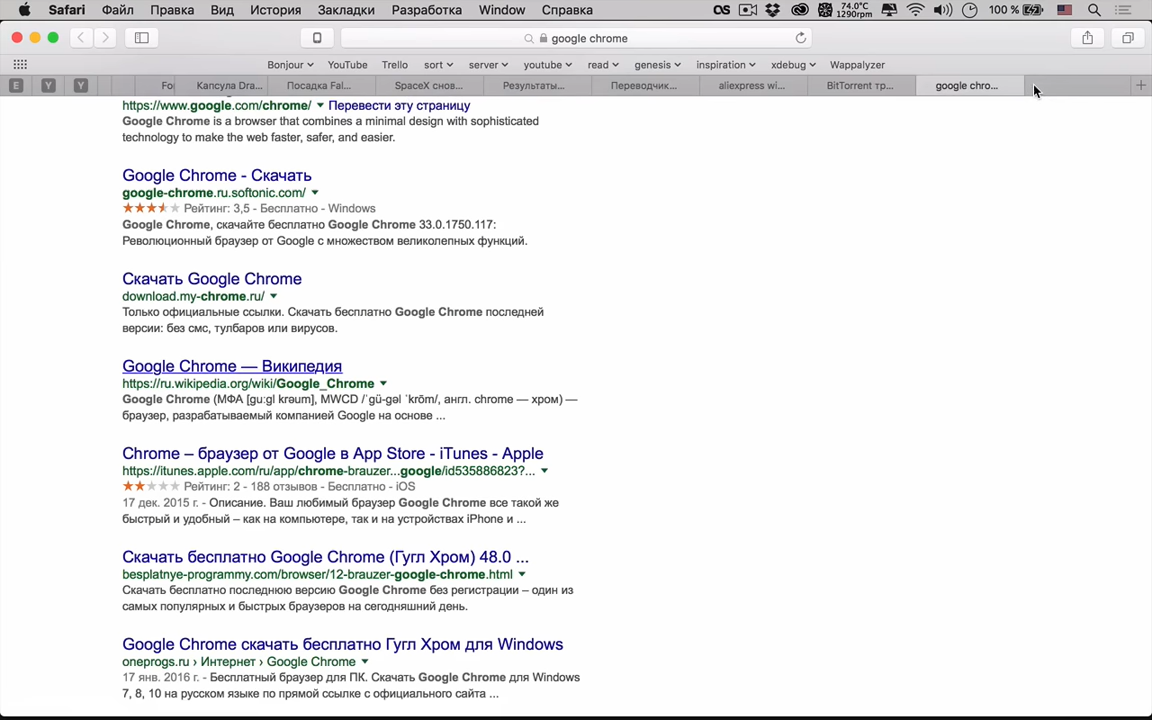 Safari Файл Правка Вид История Закладки Разработка Window Справка 74.0°C 1290rpm 100 %
google chrome
Bonjour YouTube Trello sort server youtube read genesis inspiration xdebug Wappalyzer
E Y Y Fo Капсула Dra... Посадка Fal... SpaceX снов... Результаты... Переводчик... aliexpress wi... BitTorrent тр... google chro...
https://www.google.com/chrome/ Перевести эту страницу
Google Chrome is a browser that combines a minimal design with sophisticated
technology to make the web faster, safer, and easier.
Google Chrome - Скачать
google-chrome.ru.softonic.com/
Рейтинг: 3,5 - Бесплатно - Windows
Google Chrome, скачайте бесплатно Google Chrome 33.0.1750.117:
Революционный браузер от Google с множеством великолепных функций.
Скачать Google Chrome
download.my-chrome.ru/
Только официальные ссылки. Скачать бесплатно Google Chrome последней
версии: без смс, тулбаров или вирусов.
Google Chrome — Википедия
https://ru.wikipedia.org/wiki/Google_Chrome
Google Chrome (МФА [guːgl krəʊm], MWCD /ˈgü-gəl ˈkrōm/, англ. chrome — хром) —
браузер, разрабатываемый компанией Google на основе ...
Chrome – браузер от Google в App Store - iTunes - Apple
https://itunes.apple.com/ru/app/chrome-brauzer...google/id535886823?...
Рейтинг: 2 - 188 отзывов - Бесплатно - iOS
17 дек. 2015 г. - Описание. Ваш любимый браузер Google Chrome все такой же
быстрый и удобный – как на компьютере, так и на устройствах iPhone и ...
Скачать бесплатно Google Chrome (Гугл Хром) 48.0 ...
besplatnye-programmy.com/browser/12-brauzer-google-chrome.html
Скачать бесплатно последнюю версию Google Chrome без регистрации – один из
самых популярных и быстрых браузеров на сегодняшний день.
Google Chrome скачать бесплатно Гугл Хром для Windows
oneprogs.ru › Интернет › Google Chrome
17 янв. 2016 г. - Бесплатный браузер для ПК. Скачать Google Chrome для Windows
7, 8, 10 на русском языке по прямой ссылке с официального сайта ...